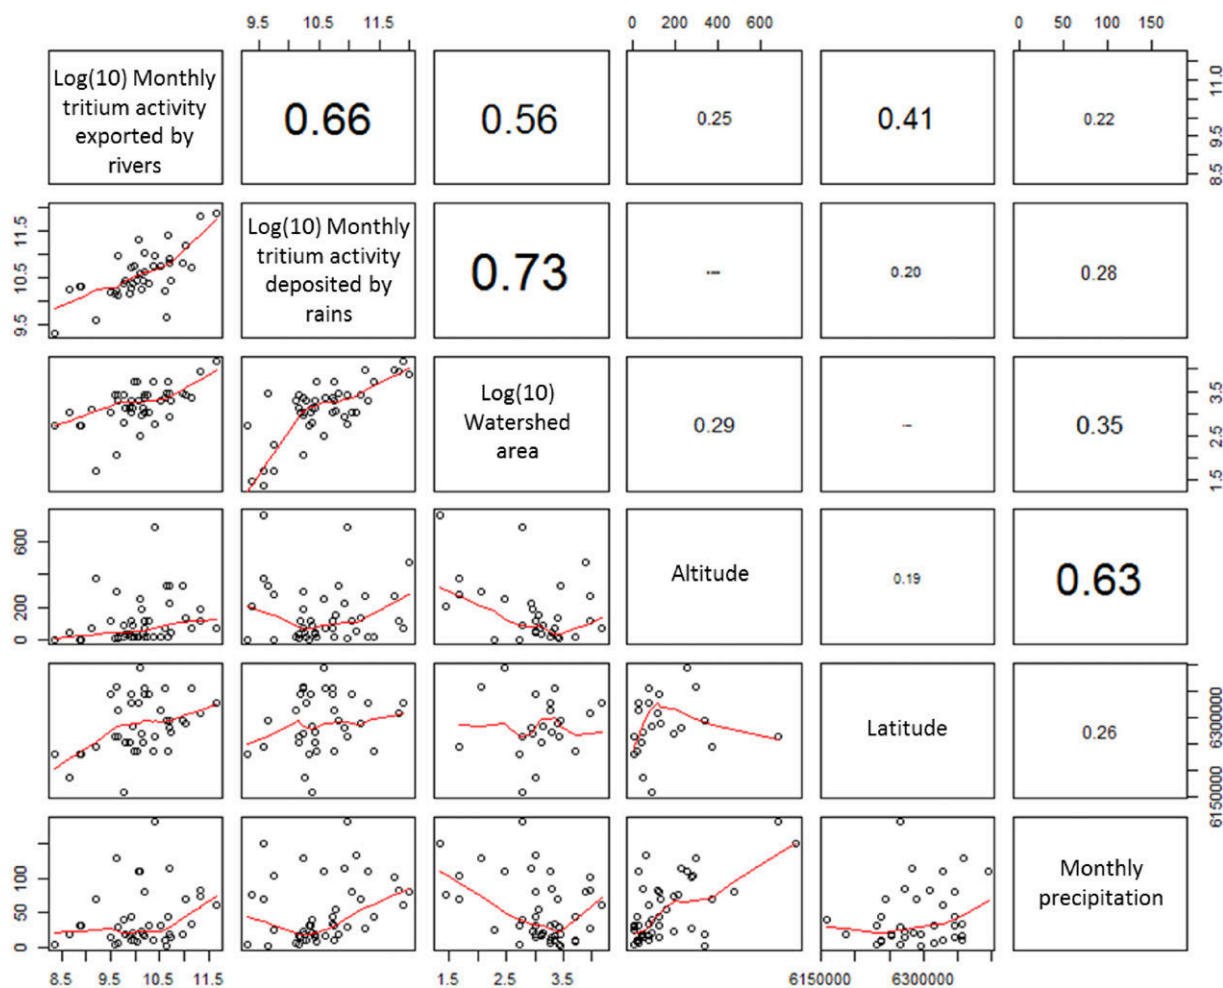 9.5 10.5 11.5
0 200 400 600
0 50 100 150
Log(10) Monthly
tritium activity
exported by
rivers
0.66
0.56
0.25
0.41
0.22
8.5 9.5 11.0
9.5 10.5 11.5
Log(10) Monthly
tritium activity
deposited by
rains
0.73
0.20
0.28
Log(10)
Watershed
area
0.29
0.35
1.5 2.5 3.5
0 200 600
Altitude
0.19
0.63
Latitude
0.26
6150000 6300000
0 50 100
Monthly
precipitation
8.5 9.5 10.5 11.5
1.5 2.5 3.5
6150000 6300000